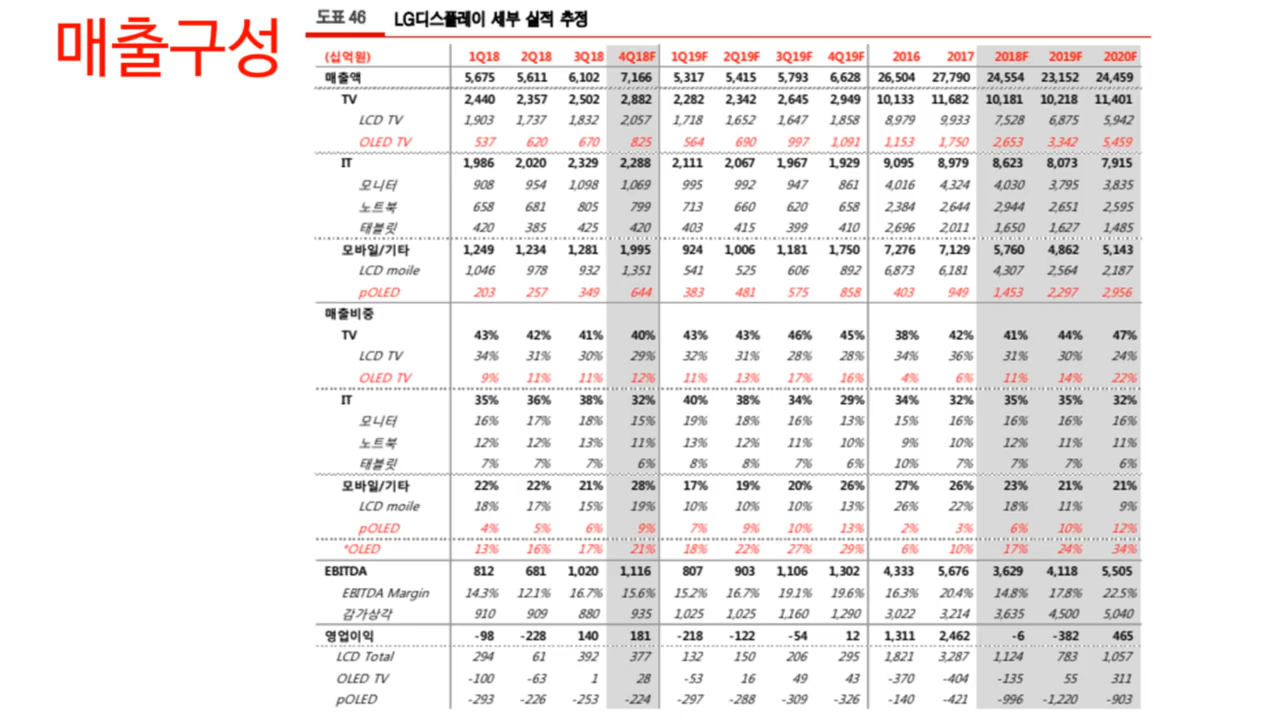 매출구성
도표 46 LG디스플레이 세부 실적 추정
(십억원) 1Q18 2Q18 3Q18 4Q18F 1Q19F 2Q19F 3Q19F 4Q19F 2016 2017 2018F 2019F 2020F
매출액 5,675 5,611 6,102 7,166 5,317 5,415 5,793 6,628 26,504 27,790 24,554 23,152 24,459
TV 2,440 2,357 2,502 2,882 2,282 2,342 2,645 2,949 10,133 11,682 10,181 10,218 11,401
LCD TV 1,903 1,737 1,832 2,057 1,718 1,652 1,647 1,858 8,979 9,933 7,528 6,875 5,942
OLED TV 537 620 670 825 564 690 997 1,091 1,153 1,750 2,653 3,342 5,459
IT 1,986 2,020 2,329 2,288 2,111 2,067 1,967 1,929 9,095 8,979 8,623 8,073 7,915
모니터 908 954 1,098 1,069 995 992 947 861 4,016 4,324 4,030 3,795 3,835
노트북 658 681 805 799 713 660 620 658 2,384 2,644 2,944 2,651 2,595
태블릿 420 385 425 420 403 415 399 410 2,696 2,011 1,650 1,627 1,485
모바일/기타 1,249 1,234 1,281 1,995 924 1,006 1,181 1,750 7,276 7,129 5,760 4,862 5,143
LCD moile 1,046 978 932 1,351 541 525 606 892 6,873 6,181 4,307 2,564 2,187
pOLED 203 257 349 644 383 481 575 858 403 949 1,453 2,297 2,956
매출비중
TV 43% 42% 41% 40% 43% 43% 46% 45% 38% 42% 41% 44% 47%
LCD TV 34% 31% 30% 29% 32% 31% 28% 28% 34% 36% 31% 30% 24%
OLED TV 9% 11% 11% 12% 11% 13% 17% 16% 4% 6% 11% 14% 22%
IT 35% 36% 38% 32% 40% 38% 34% 29% 34% 32% 35% 35% 32%
모니터 16% 17% 18% 15% 19% 18% 16% 13% 15% 16% 16% 16% 16%
노트북 12% 12% 13% 11% 13% 12% 11% 10% 9% 10% 12% 11% 11%
태블릿 7% 7% 7% 6% 8% 8% 7% 6% 10% 7% 7% 7% 6%
모바일/기타 22% 22% 21% 28% 17% 19% 20% 26% 27% 26% 23% 21% 21%
LCD moile 18% 17% 15% 19% 10% 10% 10% 13% 26% 22% 18% 11% 9%
pOLED 4% 5% 6% 9% 7% 9% 10% 13% 2% 3% 6% 10% 12%
*OLED 13% 16% 17% 21% 18% 22% 27% 29% 6% 10% 17% 24% 34%
EBITDA 812 681 1,020 1,116 807 903 1,106 1,302 4,333 5,676 3,629 4,118 5,505
EBITDA Margin 14.3% 12.1% 16.7% 15.6% 15.2% 16.7% 19.1% 19.6% 16.3% 20.4% 14.8% 17.8% 22.5%
감가상각 910 909 880 935 1,025 1,025 1,160 1,290 3,022 3,214 3,635 4,500 5,040
영업이익 -98 -228 140 181 -218 -122 -54 12 1,311 2,462 -6 -382 465
LCD Total 294 61 392 377 132 150 206 295 1,821 3,287 1,124 783 1,057
OLED TV -100 -63 1 28 -53 16 49 43 -370 -404 -135 55 311
pOLED -293 -226 -253 -224 -297 -288 -309 -326 -140 -421 -996 -1,220 -903